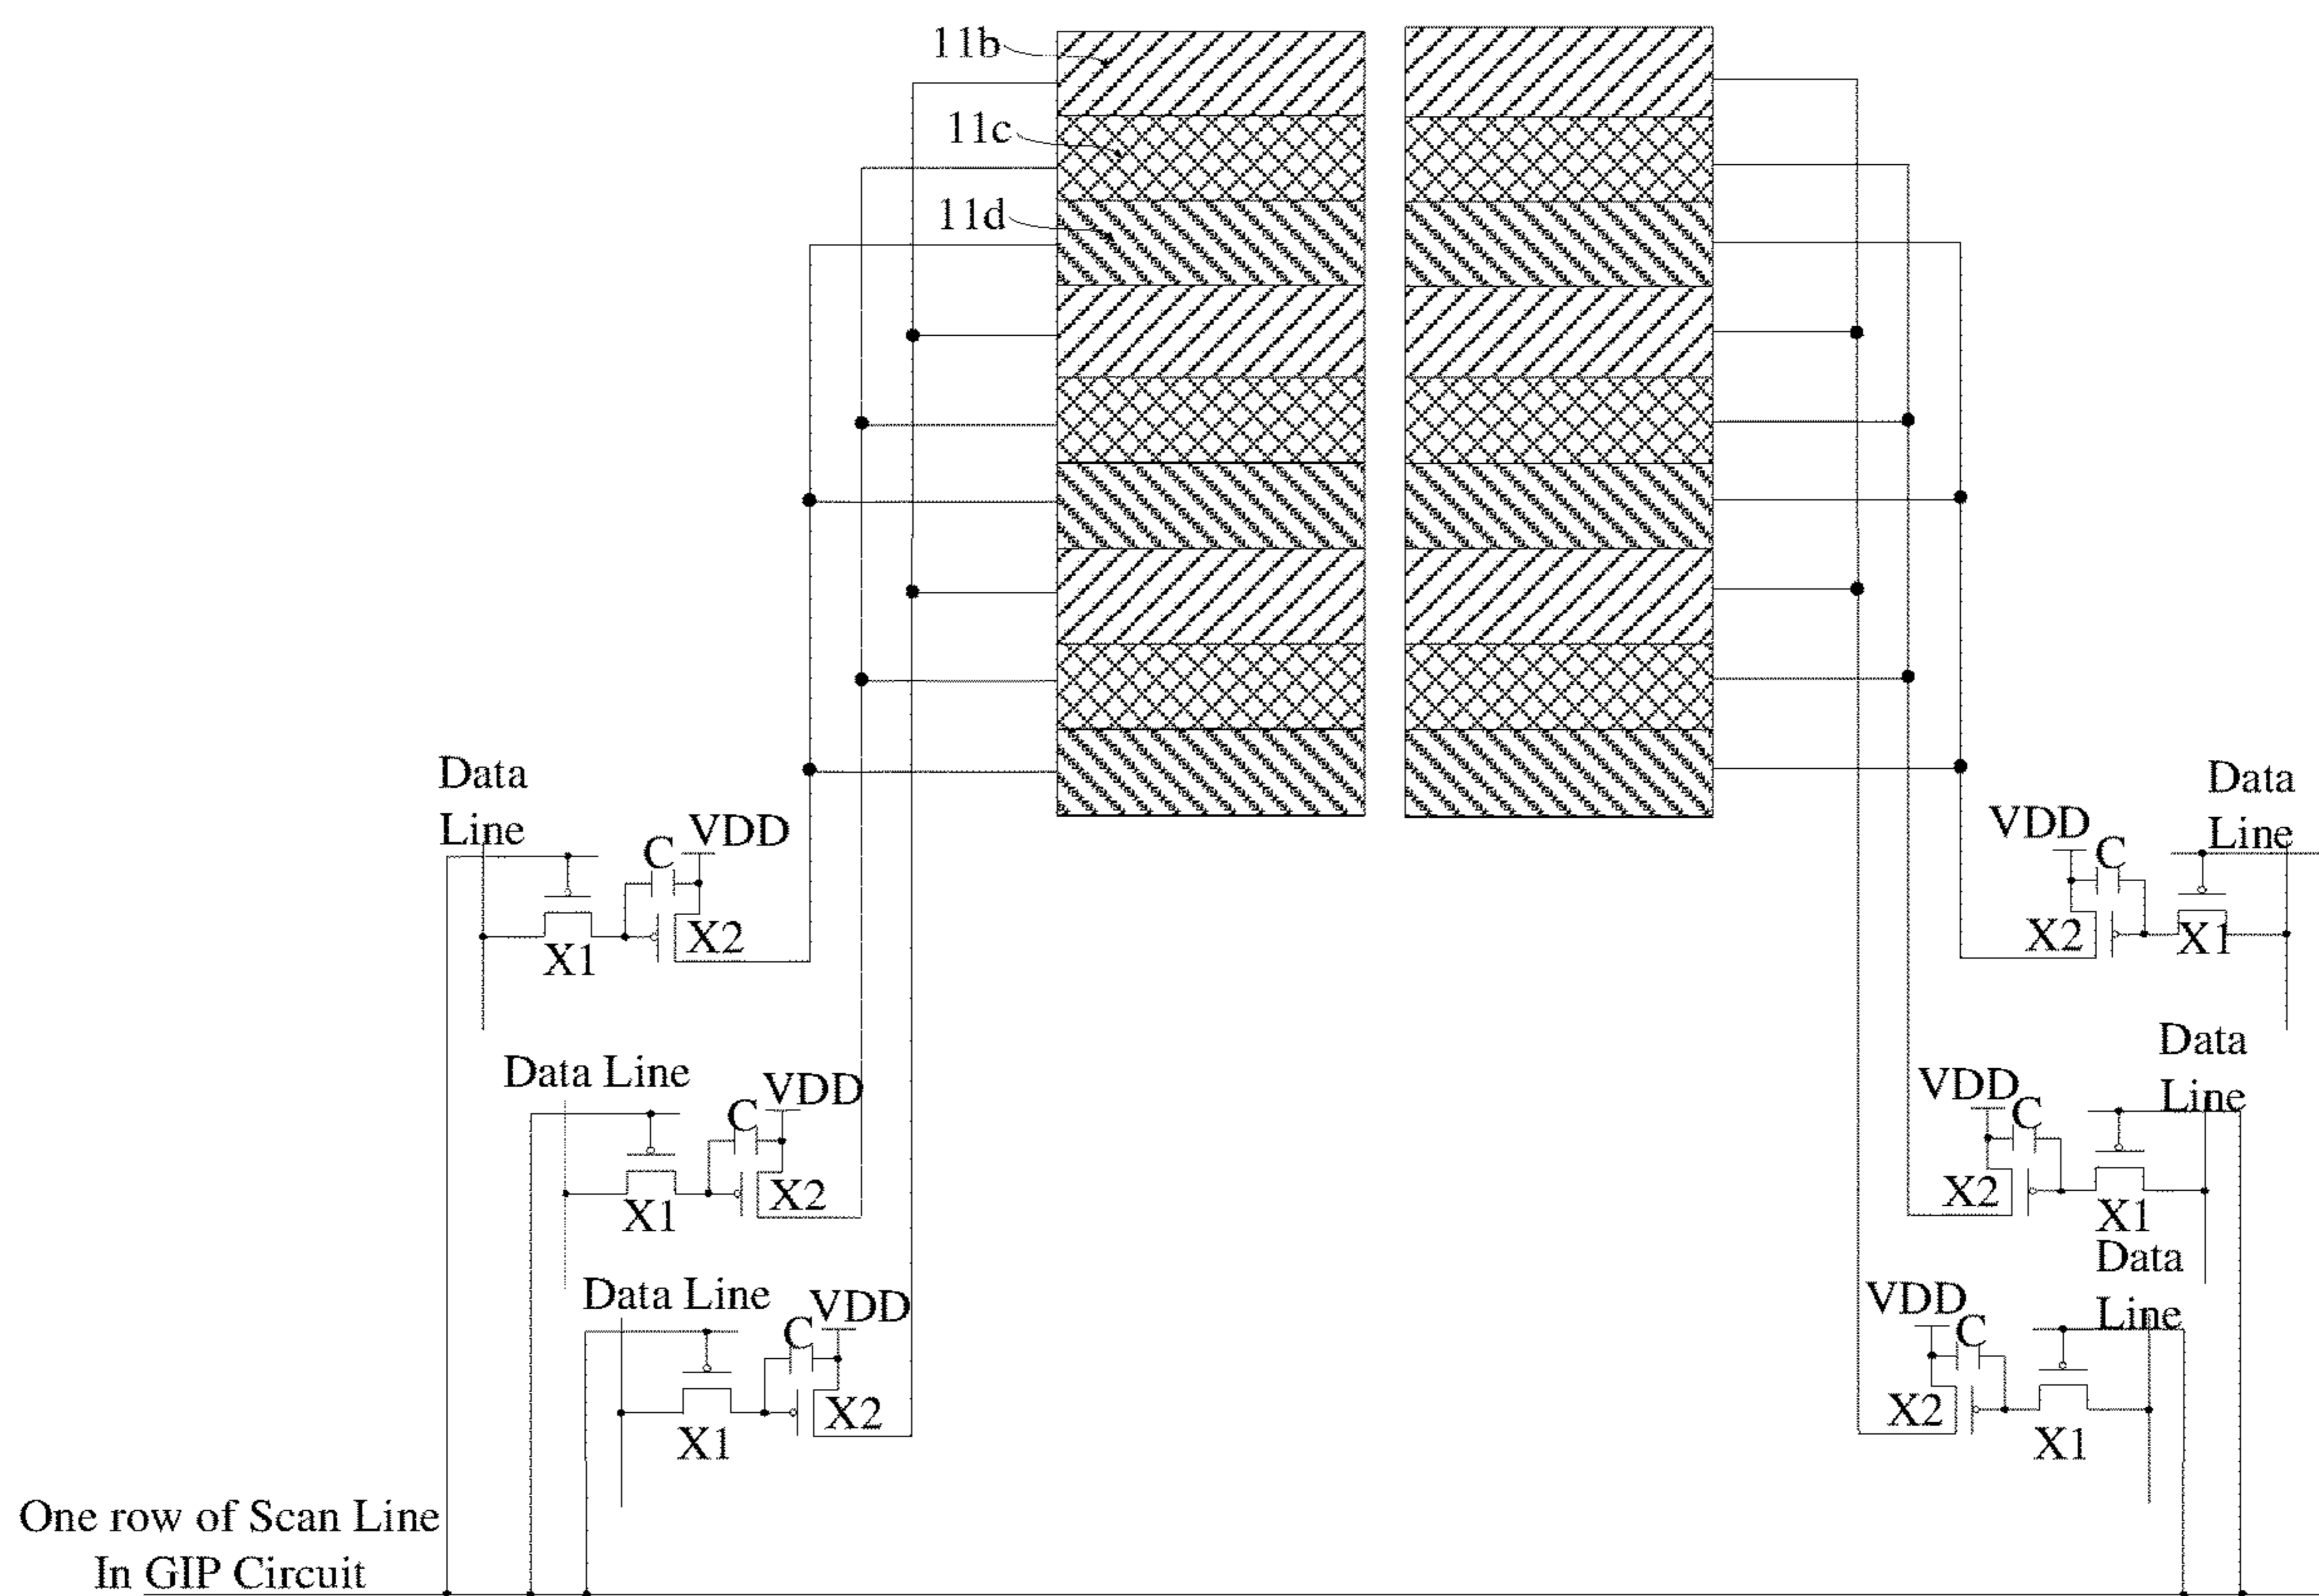 11b
11c
11d
Data
Line
C
VDD
X2
X1
Data
Line
VDD
C
X2
X1
Data Line
VDD
C
X2
X1
Data
Line
VDD
C
X2
X1
Data Line
VDD
C
X2
X1
Data
Line
VDD
C
X2
X1
One row of Scan Line
In GIP Circuit